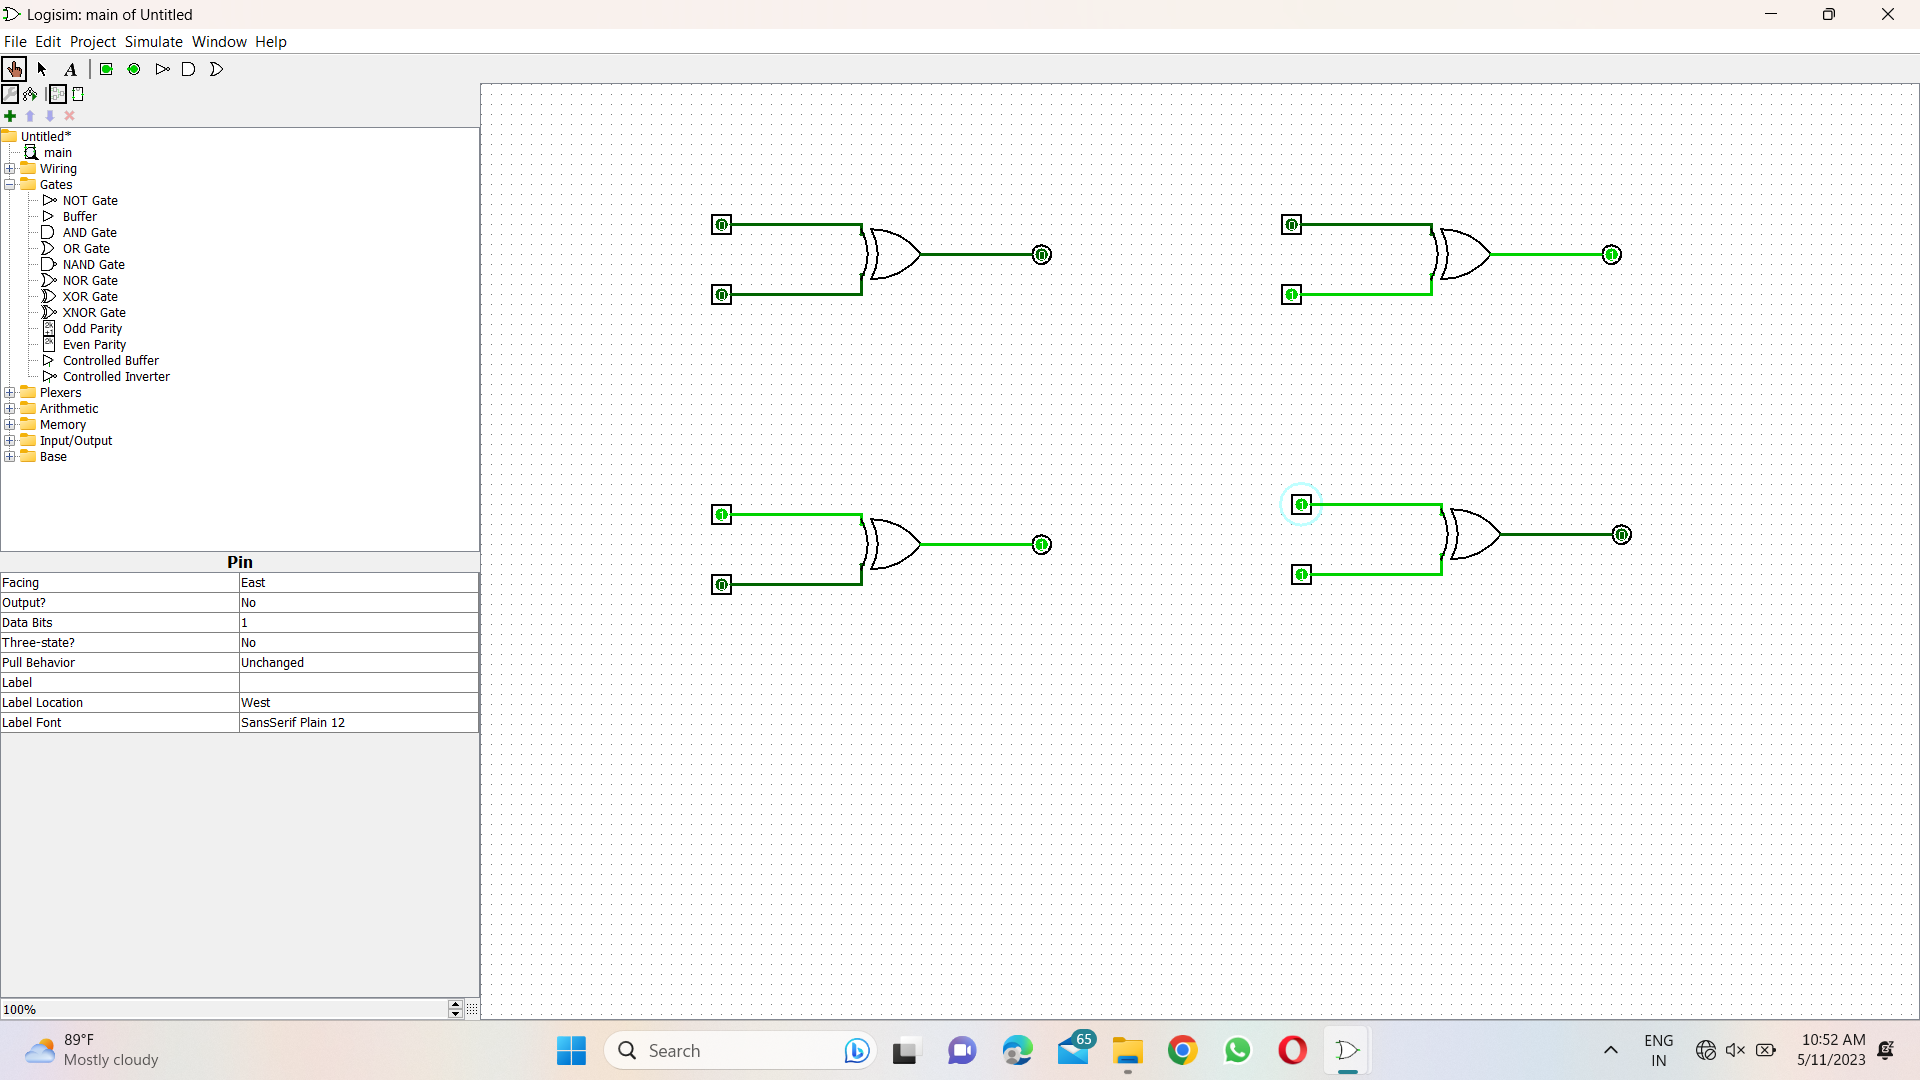 Logisim: main of Untitled
File Edit Project Simulate Window Help
A
Untitled*
main
Wiring
Gates
NOT Gate
Buffer
AND Gate
OR Gate
NAND Gate
NOR Gate
XOR Gate
XNOR Gate
Odd Parity
Even Parity
Controlled Buffer
Controlled Inverter
Plexers
Arithmetic
Memory
Input/Output
Base
Pin
Facing East
Output? No
Data Bits 1
Three-state? No
Pull Behavior Unchanged
Label
Label Location West
Label Font SansSerif Plain 12
100%
0 0
0 0
1
1
1 1
0
1 0
1
89°F
Mostly cloudy
Search
65
ENG
IN
10:52 AM
5/11/2023